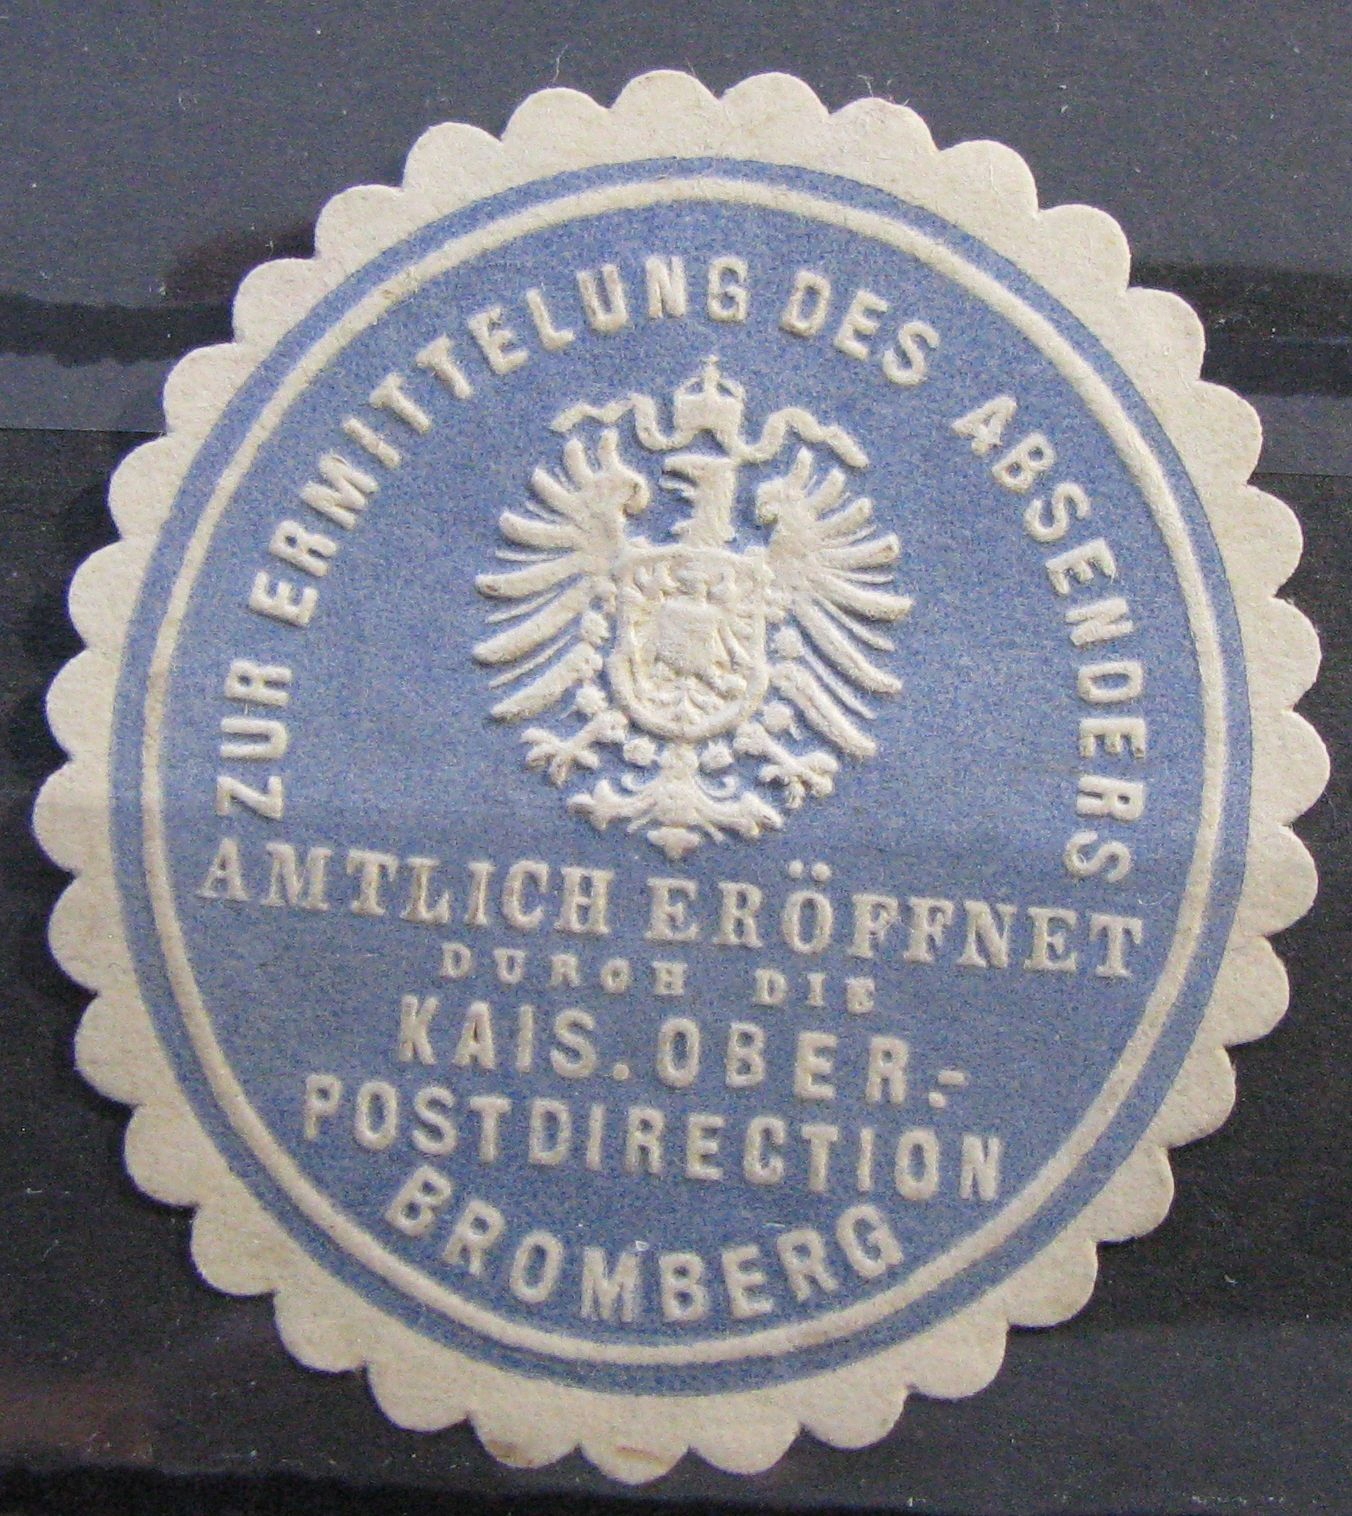 ZUR ERMITTELUNG DES ABSENDERS
AMTLICH ERÖFFNET
DURCH DIE
KAIS. OBER.-
POSTDIRECTION
BROMBERG